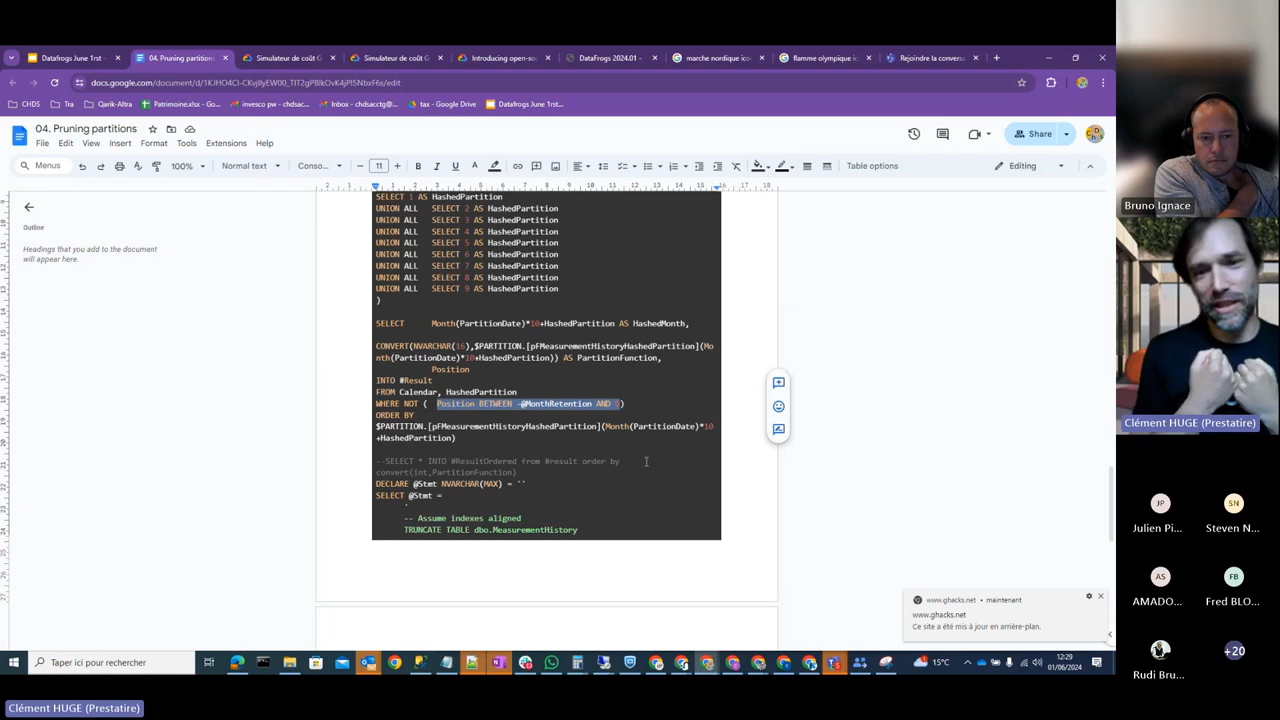 Datafrogs June 1rst -
04. Pruning partitions
Simulateur de coût G
Simulateur de coût G
Introducing open-so
DataFrogs 2024.01 -
marche nordique ico
flamme olympique ic
Rejoindre la converse
docs.google.com/document/d/
/edit
CHDS
Tra
Qarik-Altra
Patrimoine.xlsx - Go...
invesco pw - chdsac...
Inbox - chdsacctg@...
tax - Google Drive
Datafrogs June 1rst...
04. Pruning partitions
File Edit View Insert Format Tools Extensions Help
Share
Menus
100%
Normal text
Conso...
11
Table options
Editing
Outline
Headings that you add to the document
will appear here.
SELECT 1 AS HashedPartition
UNION ALL SELECT 2 AS HashedPartition
UNION ALL SELECT 3 AS HashedPartition
UNION ALL SELECT 4 AS HashedPartition
UNION ALL SELECT 5 AS HashedPartition
UNION ALL SELECT 6 AS HashedPartition
UNION ALL SELECT 7 AS HashedPartition
UNION ALL SELECT 8 AS HashedPartition
UNION ALL SELECT 9 AS HashedPartition
)
SELECT Month(PartitionDate)*10+HashedPartition AS HashedMonth,
CONVERT(NVARCHAR(16),$PARTITION.[pFMeasurementHistoryHashedPartition](Mo
nth(PartitionDate)*10+HashedPartition)) AS PartitionFunction,
Position
INTO #Result
FROM Calendar, HashedPartition
WHERE NOT ( Position BETWEEN -@MonthRetention AND )
ORDER BY
$PARTITION.[pFMeasurementHistoryHashedPartition](Month(PartitionDate)*10
+HashedPartition)
--SELECT * INTO #ResultOrdered from #result order by
convert(int,PartitionFunction)
DECLARE @Stmt NVARCHAR(MAX) = ''
SELECT @Stmt =
'
-- Assume indexes aligned
TRUNCATE TABLE dbo.MeasurementHistory
www.ghacks.net • maintenant
www.ghacks.net
Ce site a été mis à jour en arrière-plan.
Taper ici pour rechercher
15°C
12:29
01/06/2024
Bruno Ignace
Clément HUGE (Prestatire)
JP
Julien Pi...
SN
Steven N...
AS
AMADO...
FB
Fred BLO...
Rudi Bru...
+20
Clément HUGE (Prestatire)